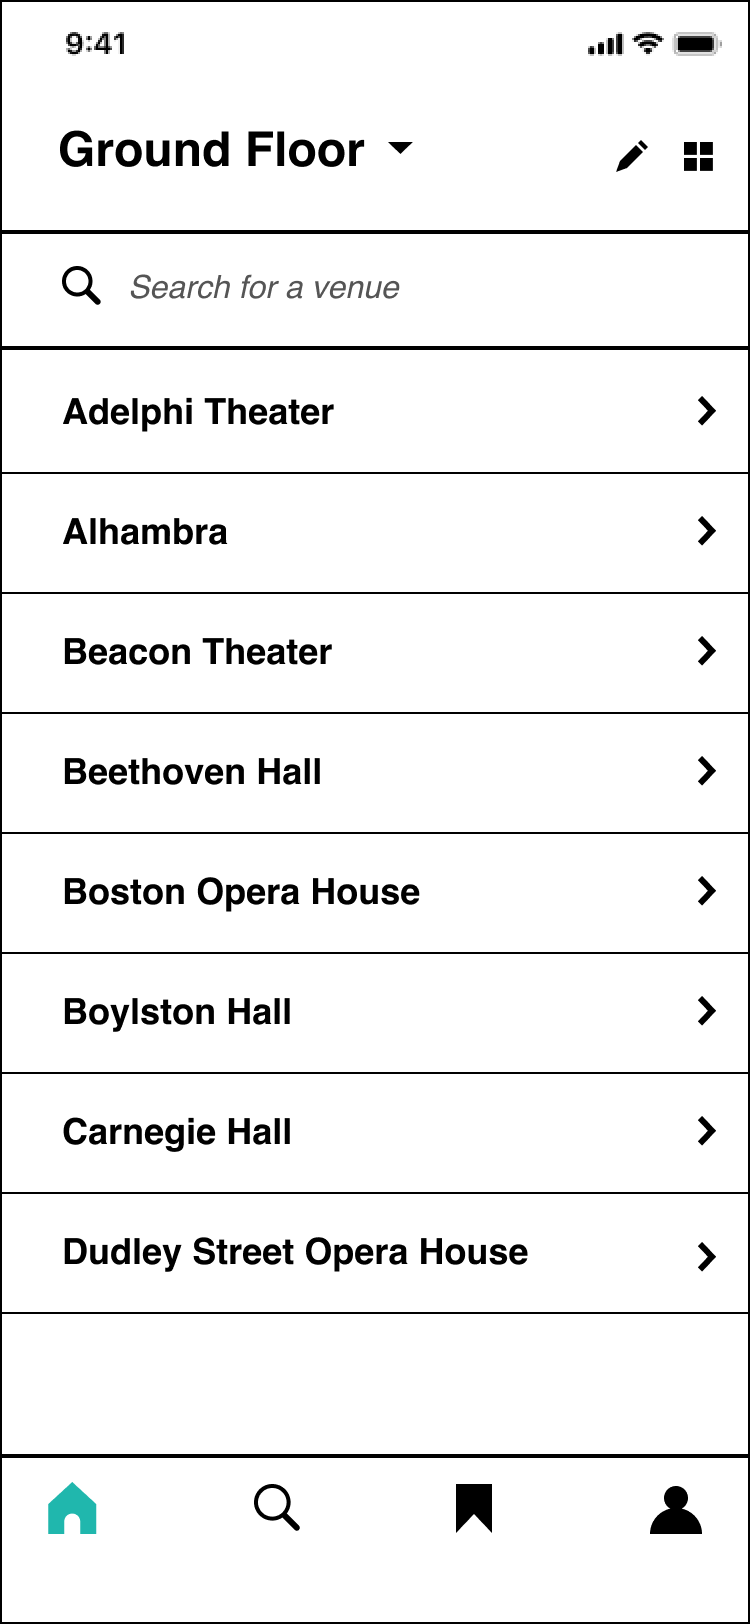 9:41
Ground Floor
Search for a venue
Adelphi Theater
Alhambra
Beacon Theater
Beethoven Hall
Boston Opera House
Boylston Hall
Carnegie Hall
Dudley Street Opera House